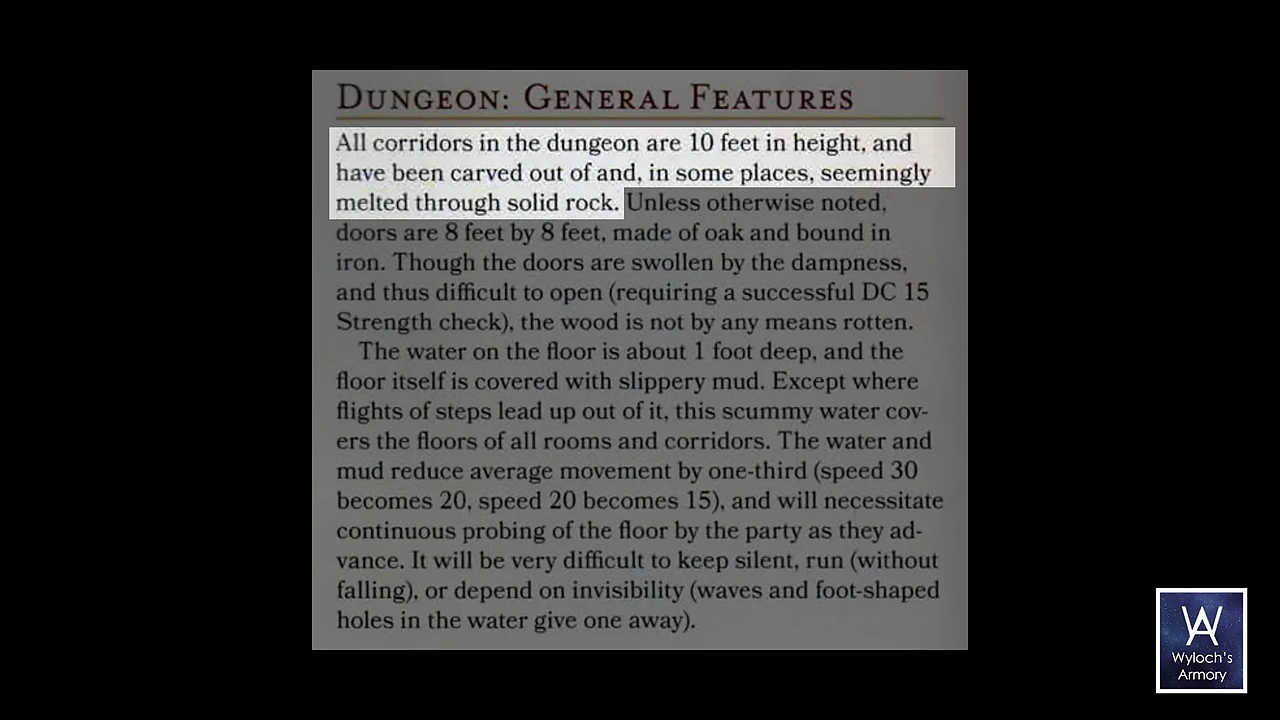 DUNGEON: GENERAL FEATURES
All corridors in the dungeon are 10 feet in height, and
have been carved out of and, in some places, seemingly
melted through solid rock. Unless otherwise noted,
doors are 8 feet by 8 feet, made of oak and bound in
iron. Though the doors are swollen by the dampness,
and thus difficult to open (requiring a successful DC 15
Strength check), the wood is not by any means rotten.
The water on the floor is about 1 foot deep, and the
floor itself is covered with slippery mud. Except where
flights of steps lead up out of it, this scummy water cov-
ers the floors of all rooms and corridors. The water and
mud reduce average movement by one-third (speed 30
becomes 20, speed 20 becomes 15), and will necessitate
continuous probing of the floor by the party as they ad-
vance. It will be very difficult to keep silent, run (without
falling), or depend on invisibility (waves and foot-shaped
holes in the water give one away).
WA
Wyloch's
Armory